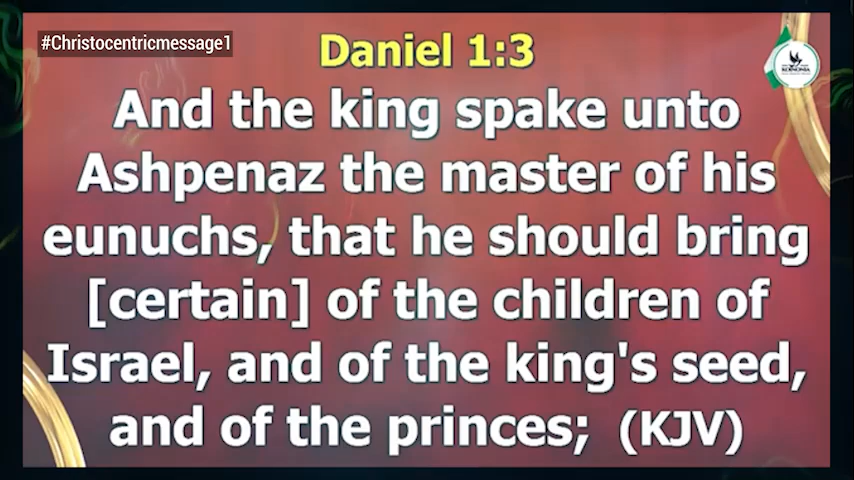 #Christocentricmessage1
Daniel 1:3
And the king spake unto
Ashpenaz the master of his
eunuchs, that he should bring
[certain] of the children of
Israel, and of the king's seed,
and of the princes; (KJV)
KOINONIA